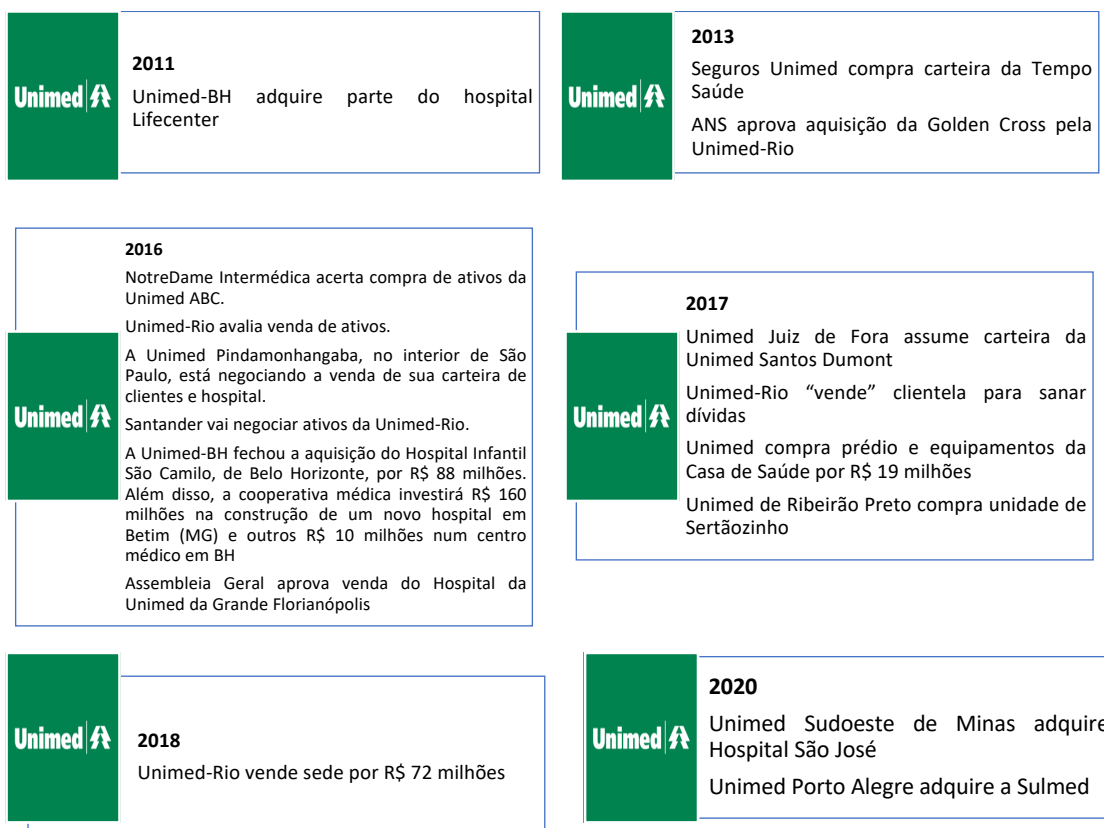 Unimed
2011
Unimed-BH adquire parte do hospital
Lifecenter
Unimed
2013
Seguros Unimed compra carteira da Tempo
Saúde
ANS aprova aquisição da Golden Cross pela
Unimed-Rio
Unimed
2016
NotreDame Intermédica acerta compra de ativos da
Unimed ABC.
Unimed-Rio avalia venda de ativos.
A Unimed Pindamonhangaba, no interior de São
Paulo, está negociando a venda de sua carteira de
clientes e hospital.
Santander vai negociar ativos da Unimed-Rio.
A Unimed-BH fechou a aquisição do Hospital Infantil
São Camilo, de Belo Horizonte, por R$ 88 milhões.
Além disso, a cooperativa médica investirá R$ 160
milhões na construção de um novo hospital em
Betim (MG) e outros R$ 10 milhões num centro
médico em BH
Assembleia Geral aprova venda do Hospital da
Unimed da Grande Florianópolis
Unimed
2017
Unimed Juiz de Fora assume carteira da
Unimed Santos Dumont
Unimed-Rio “vende” clientela para sanar
dívidas
Unimed compra prédio e equipamentos da
Casa de Saúde por R$ 19 milhões
Unimed de Ribeirão Preto compra unidade de
Sertãozinho
Unimed
2018
Unimed-Rio vende sede por R$ 72 milhões
Unimed
2020
Unimed Sudoeste de Minas adquire
Hospital São José
Unimed Porto Alegre adquire a Sulmed